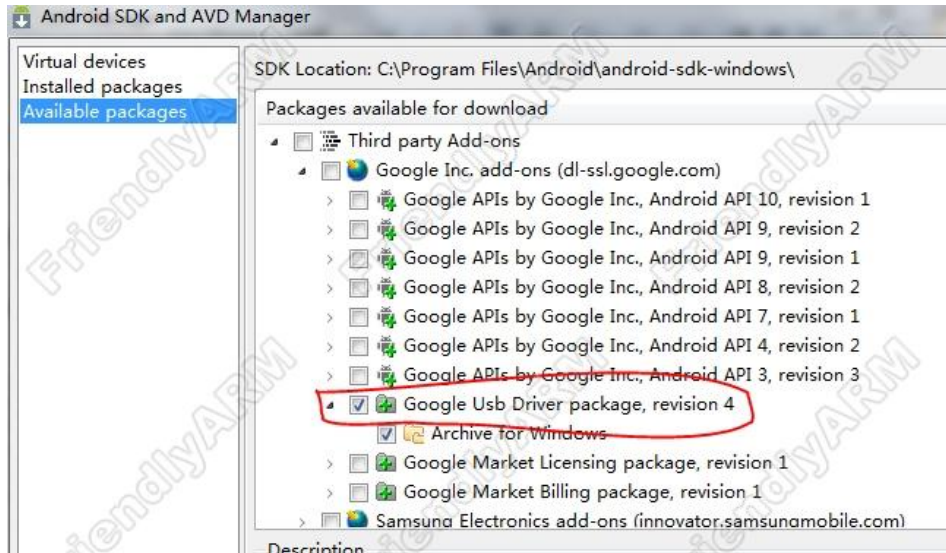 Android SDK and AVD Manager
Virtual devices
Installed packages
Available packages
SDK Location: C:\Program Files\Android\android-sdk-windows\
Packages available for download
Third party Add-ons
Google Inc. add-ons (dl-ssl.google.com)
Google APIs by Google Inc., Android API 10, revision 1
Google APIs by Google Inc., Android API 9, revision 2
Google APIs by Google Inc., Android API 9, revision 1
Google APIs by Google Inc., Android API 8, revision 2
Google APIs by Google Inc., Android API 7, revision 1
Google APIs by Google Inc., Android API 4, revision 2
Google APIs by Google Inc., Android API 3, revision 3
Google Usb Driver package, revision 4
Archive for Windows
Google Market Licensing package, revision 1
Google Market Billing package, revision 1
Samsung Electronics add-ons (innovator.samsungmobile.com)
Description
FriendlyARM
FriendlyARM
FriendlyARM
FriendlyARM
FriendlyARM
FriendlyARM